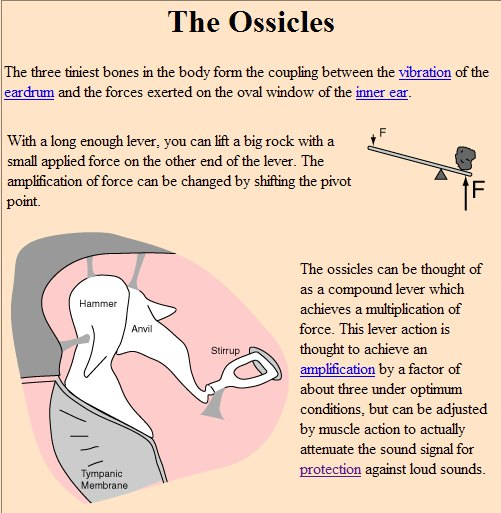 The Ossicles
The three tiniest bones in the body form the coupling between the vibration of the
eardrum and the forces exerted on the oval window of the inner ear.
With a long enough lever, you can lift a big rock with a
small applied force on the other end of the lever. The
amplification of force can be changed by shifting the pivot
point.
F
F
Hammer
Anvil
Stirrup
Tympanic
Membrane
The ossicles can be thought of
as a compound lever which
achieves a multiplication of
force. This lever action is
thought to achieve an
amplification by a factor of
about three under optimum
conditions, but can be adjusted
by muscle action to actually
attenuate the sound signal for
protection against loud sounds.